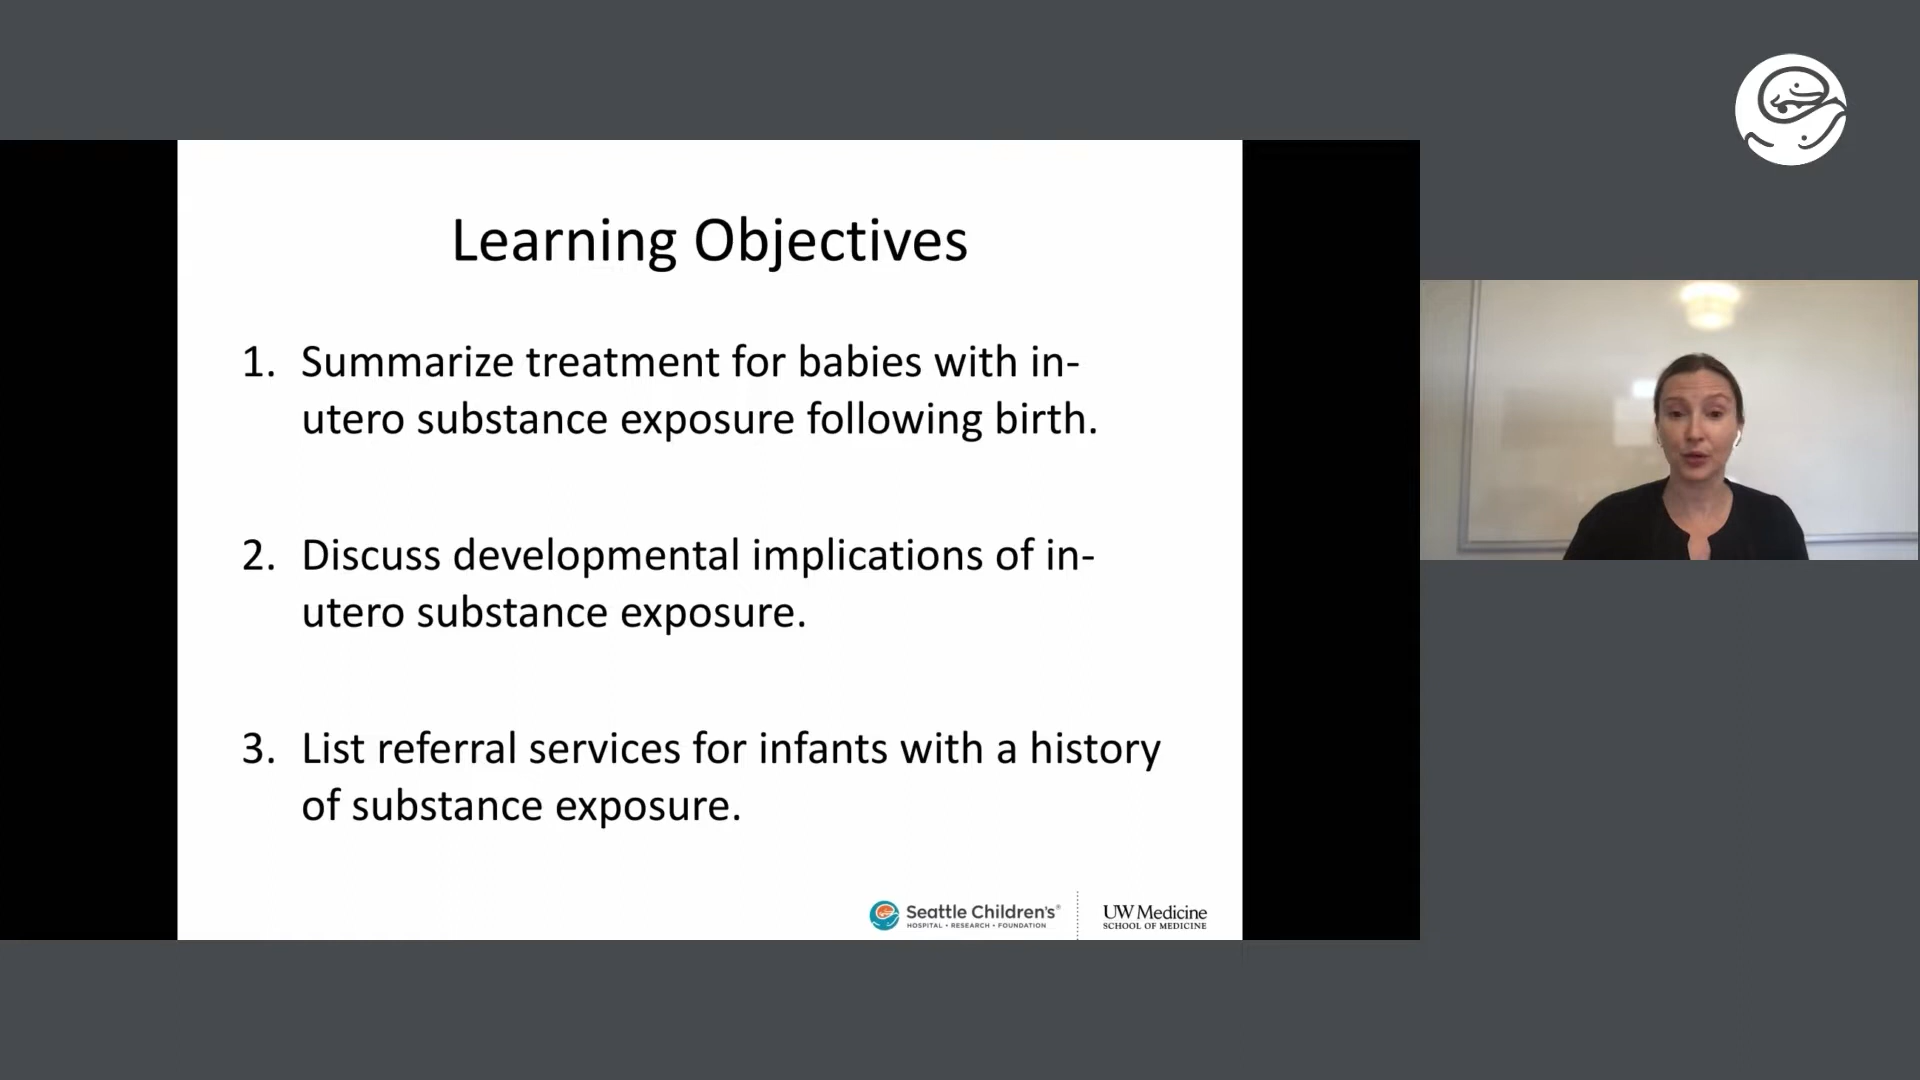 Learning Objectives
1. Summarize treatment for babies with in-
utero substance exposure following birth.
2. Discuss developmental implications of in-
utero substance exposure.
3. List referral services for infants with a history
of substance exposure.
Seattle Children's®
HOSPITAL • RESEARCH • FOUNDATION
UW Medicine
SCHOOL OF MEDICINE